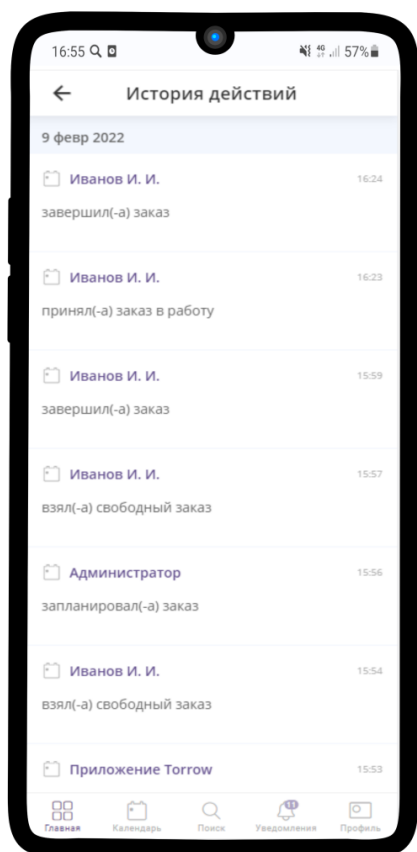 16:55
4G
57%
История действий
9 февр 2022
Иванов И. И.
16:24
завершил(-а) заказ
Иванов И. И.
16:23
принял(-а) заказ в работу
Иванов И. И.
15:59
завершил(-а) заказ
Иванов И. И.
15:57
взял(-а) свободный заказ
Администратор
15:56
запланировал(-а) заказ
Иванов И. И.
15:54
взял(-а) свободный заказ
Приложение Torrow
15:53
Главная
Календарь
Поиск
Уведомления
Профиль